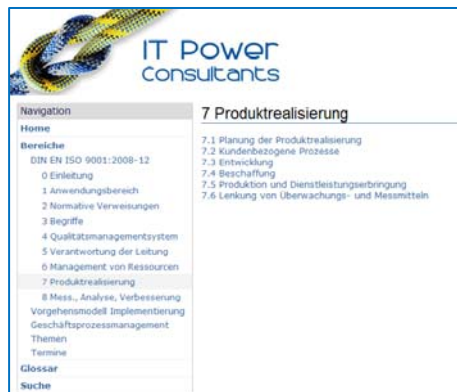 IT Power
Consultants
Navigation
Home
Bereiche
DIN EN ISO 9001:2008-12
0 Einleitung
1 Anwendungsbereich
2 Normative Verweisungen
3 Begriffe
4 Qualitätsmanagementsystem
5 Verantwortung der Leitung
6 Management von Ressourcen
7 Produktrealisierung
8 Mess., Analyse, Verbesserung
Vorgehensmodell Implementierung
Geschäftsprozessmanagement
Themen
Termine
Glossar
Suche
7 Produktrealisierung
7.1 Planung der Produktrealisierung
7.2 Kundenbezogene Prozesse
7.3 Entwicklung
7.4 Beschaffung
7.5 Produktion und Dienstleistungserbringung
7.6 Lenkung von Überwachungs- und Messmitteln